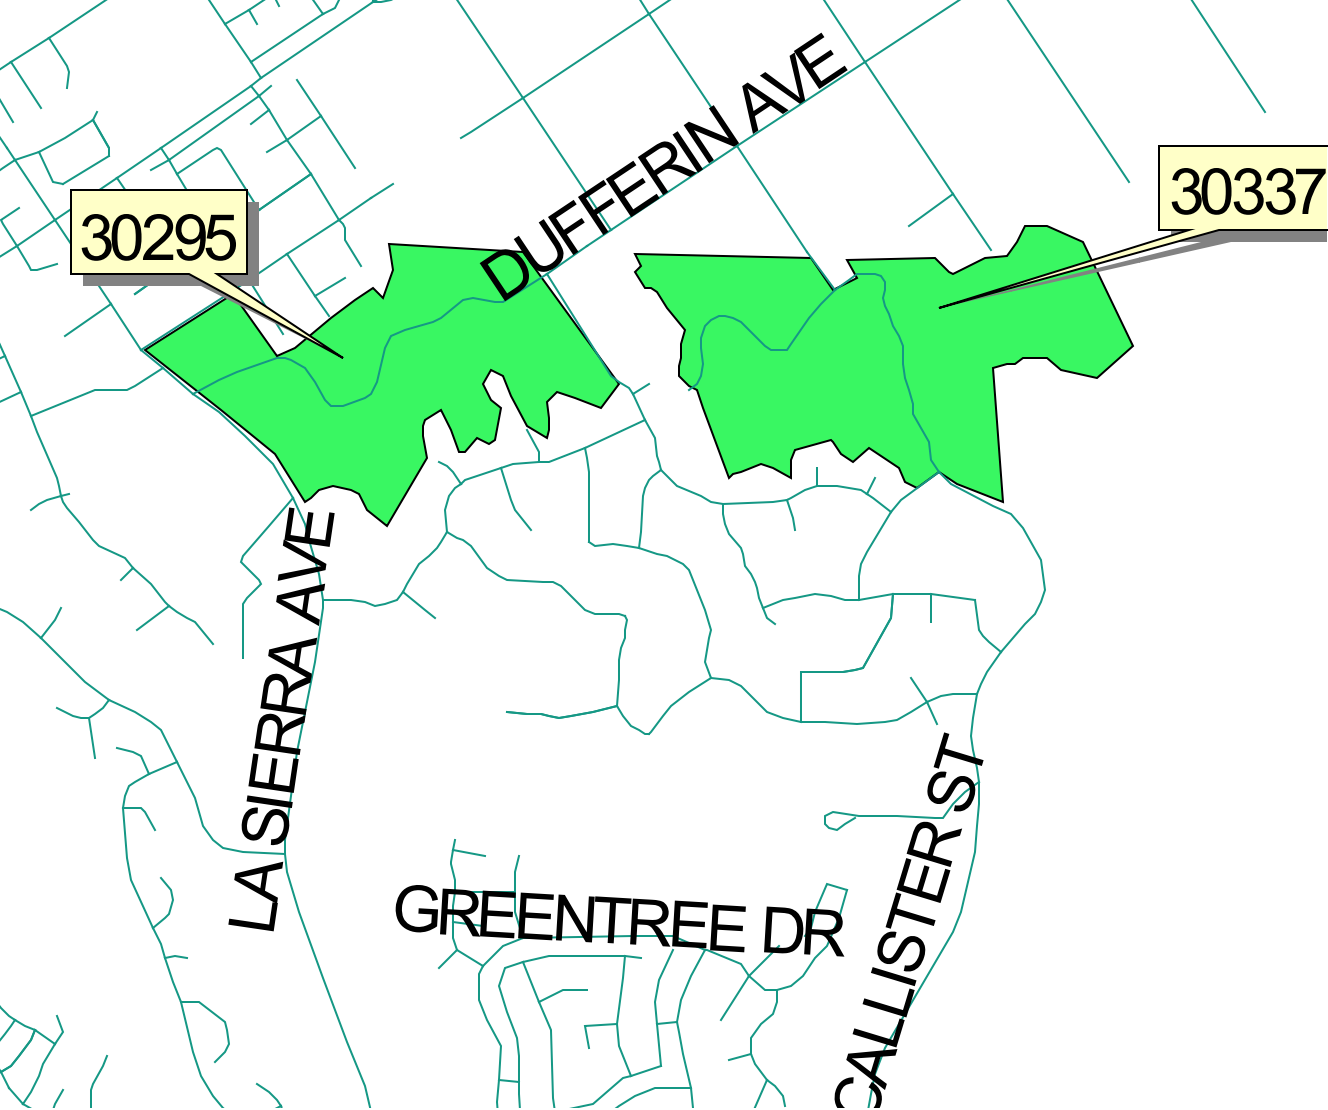 DUFFERIN AVE
30337
30295
LA SIERRA AVE
GREENTREE DR
CALLISTER ST